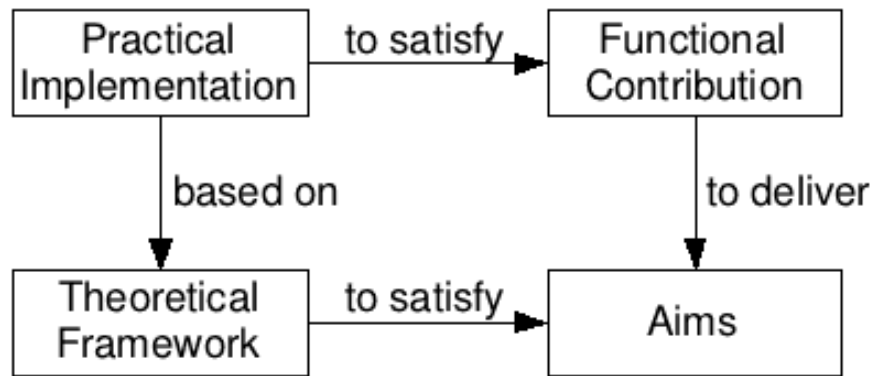 Practical
Implementation
to satisfy
Functional
Contribution
based on
to deliver
Theoretical
Framework
to satisfy
Aims